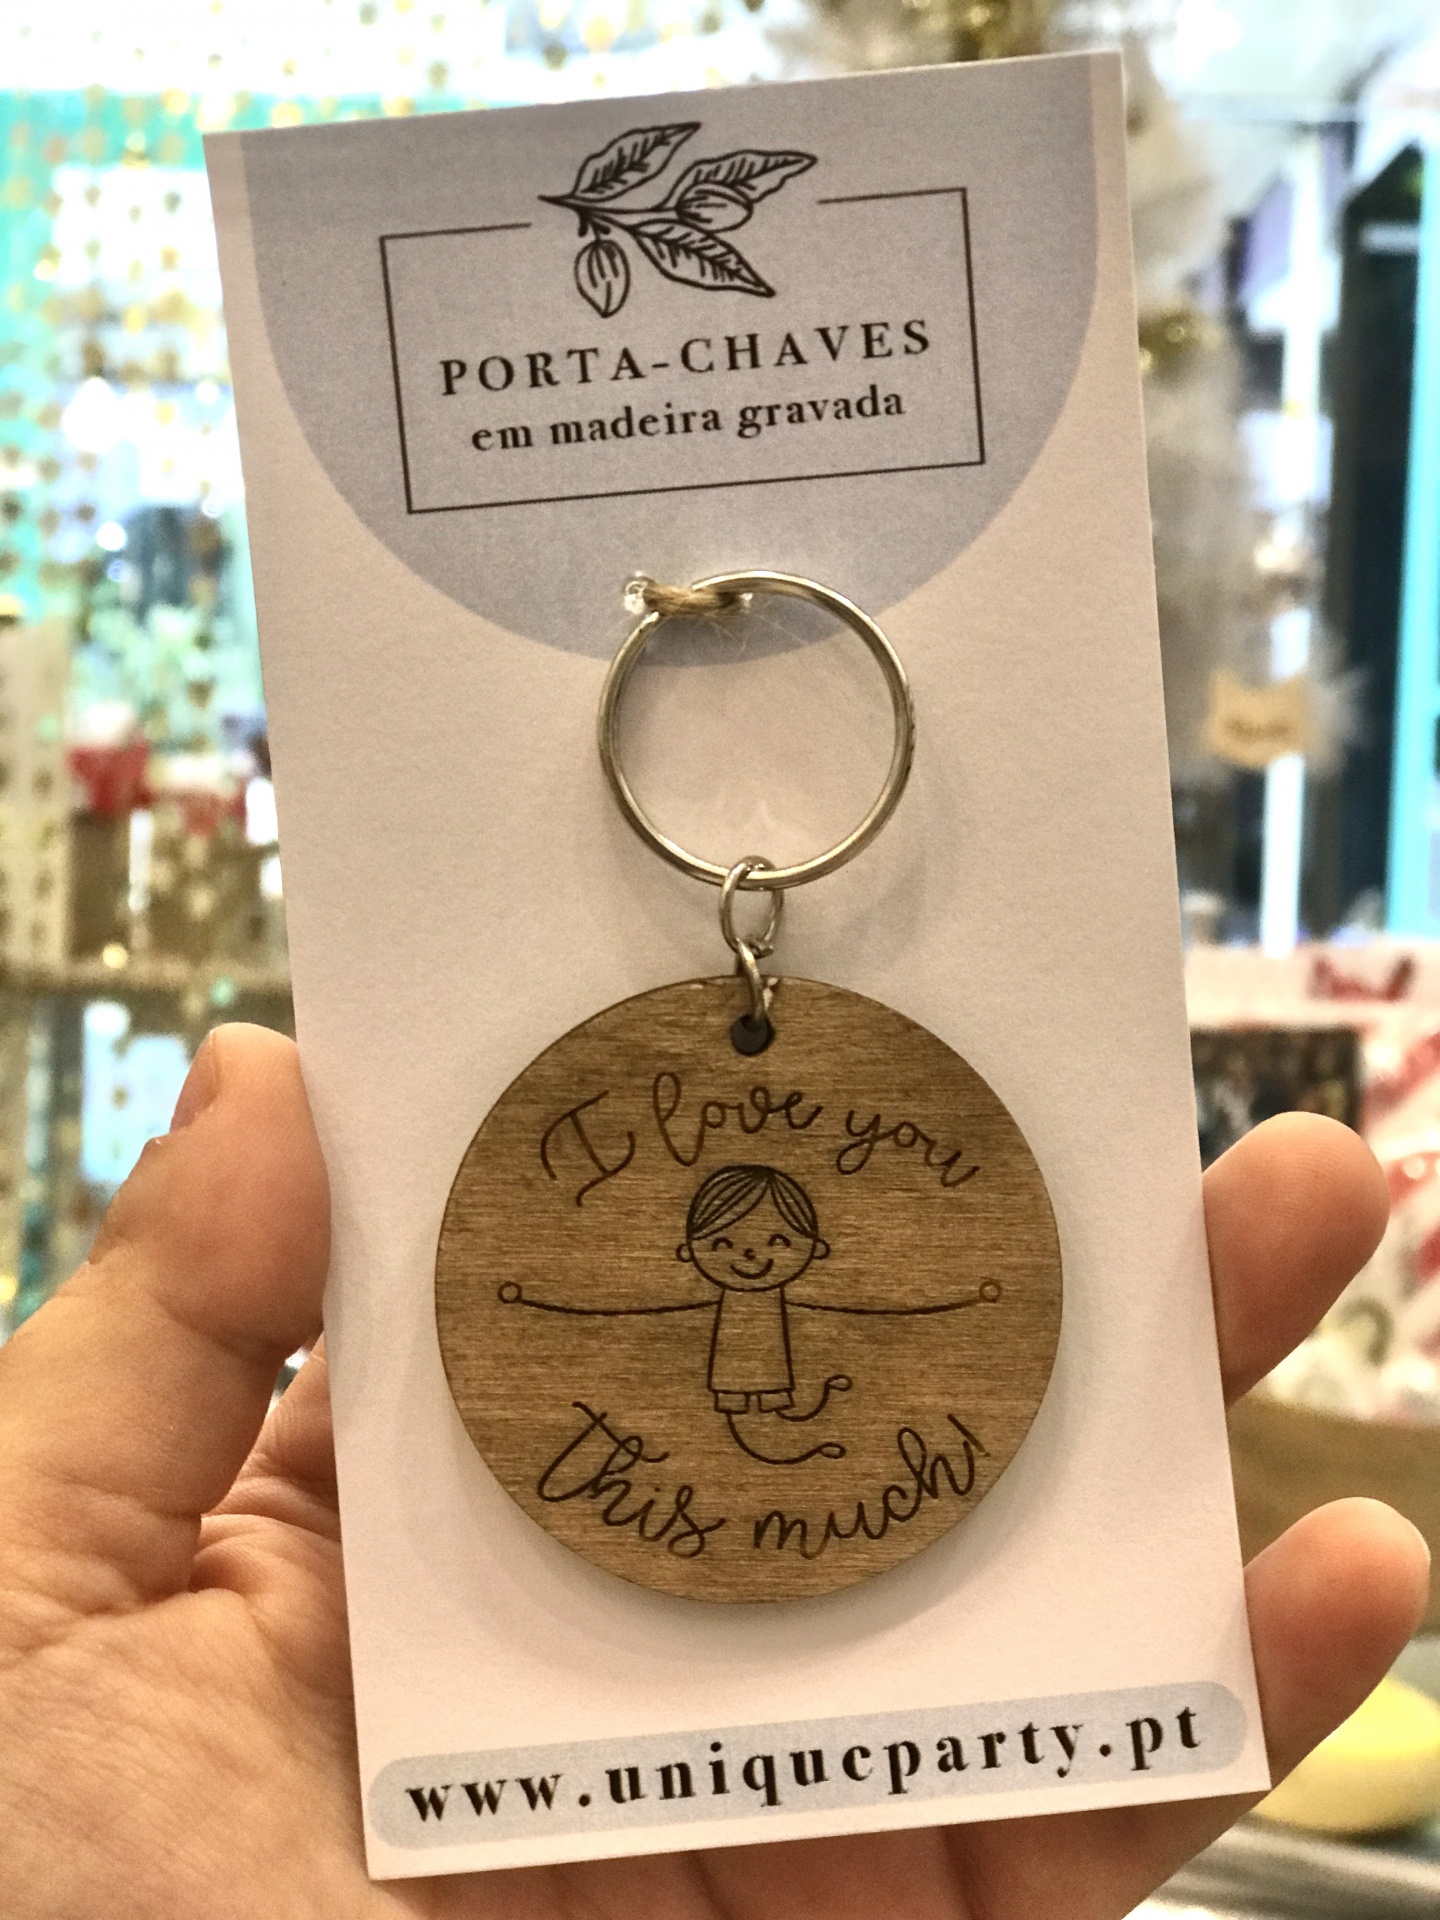 PORTA-CHAVES
em madeira gravada
I love you
This much!
www.uniqueparty.pt